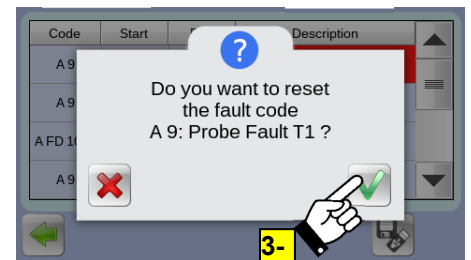 Code Start Description
A 9
A 9
A FD 10
A 9
?
Do you want to reset
the fault code
A 9: Probe Fault T1 ?
3-